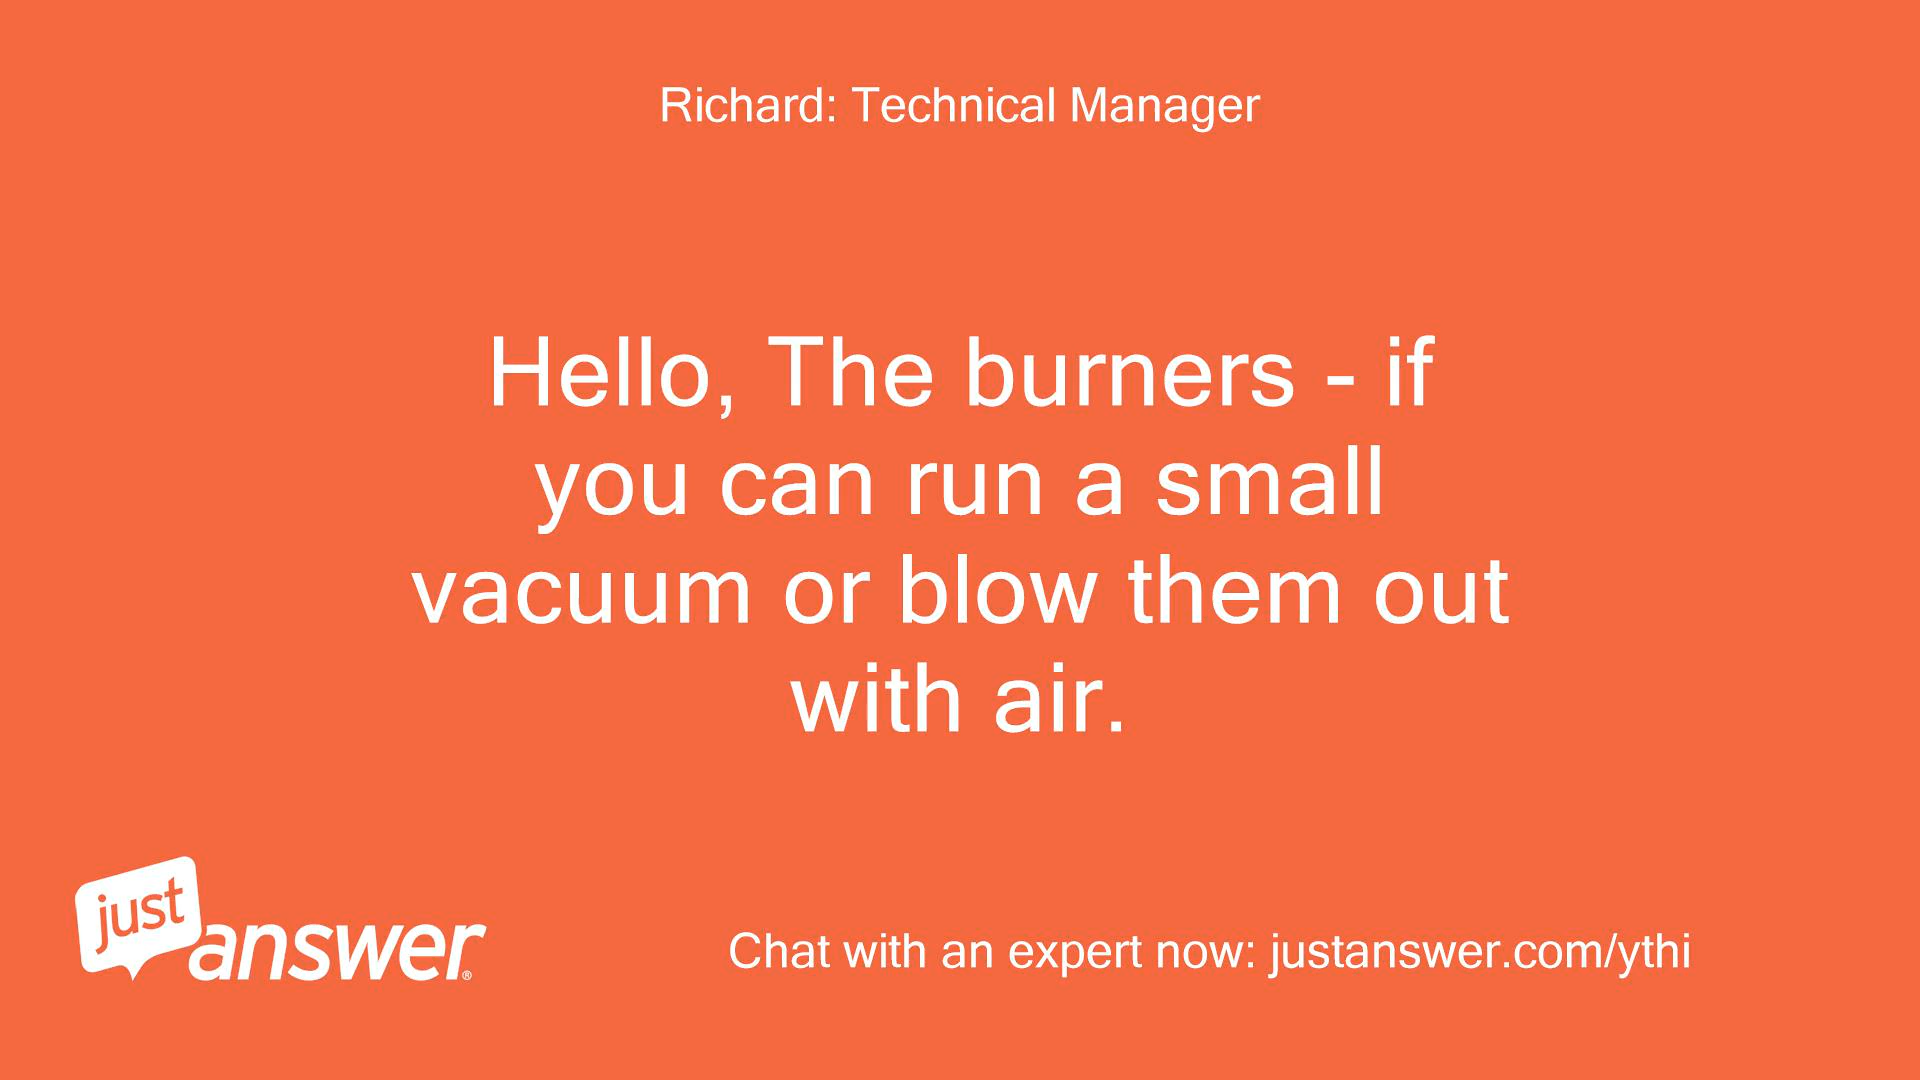 Richard: Technical Manager
Hello, The burners - if
you can run a small
vacuum or blow them out
with air.
just
answer®
Chat with an expert now: justanswer.com/ythi